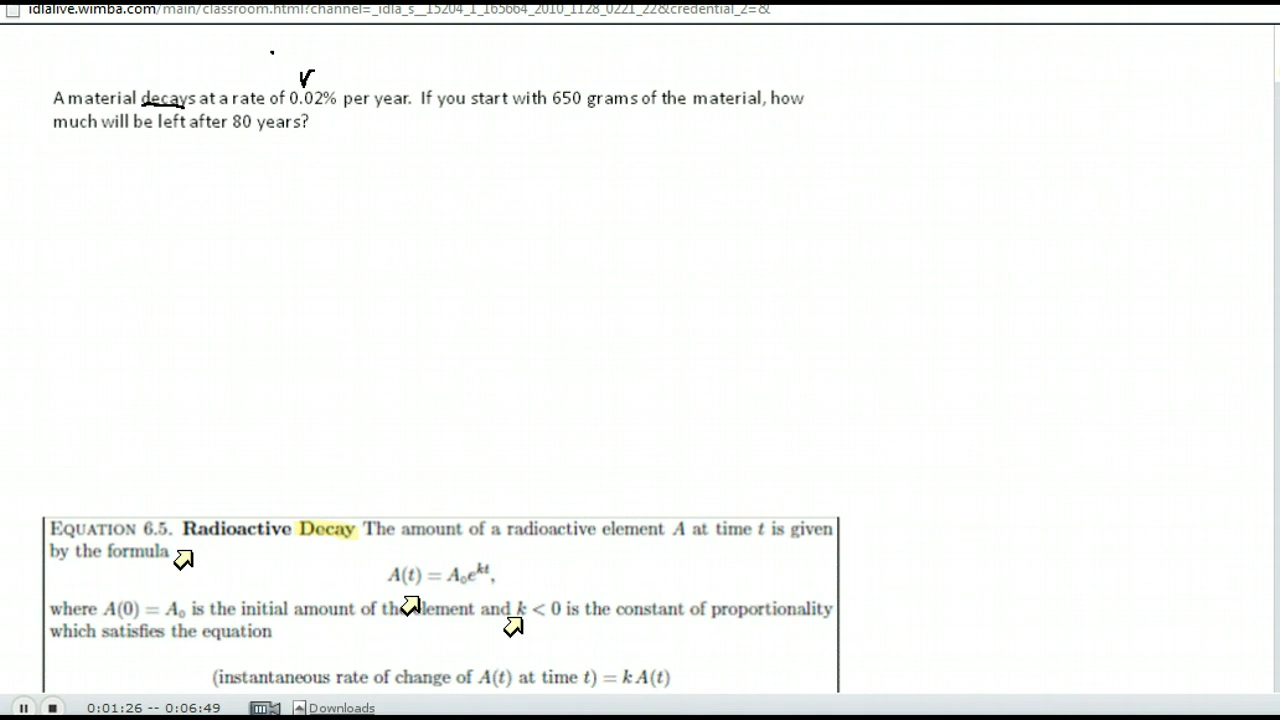 idlalive.wimba.com/main/classroom.html?channel=_idla_s__15204_1_165664_2010_1128_0221_22&credential_2=&
A material decays at a rate of 0.02% per year. If you start with 650 grams of the material, how
much will be left after 80 years?
EQUATION 6.5. Radioactive Decay The amount of a radioactive element A at time t is given
by the formula
A(t) = A₀eᵏᵗ,
where A(0) = A₀ is the initial amount of the element and k < 0 is the constant of proportionality
which satisfies the equation
(instantaneous rate of change of A(t) at time t) = k A(t)
0:01:26 -- 0:06:49 Downloads